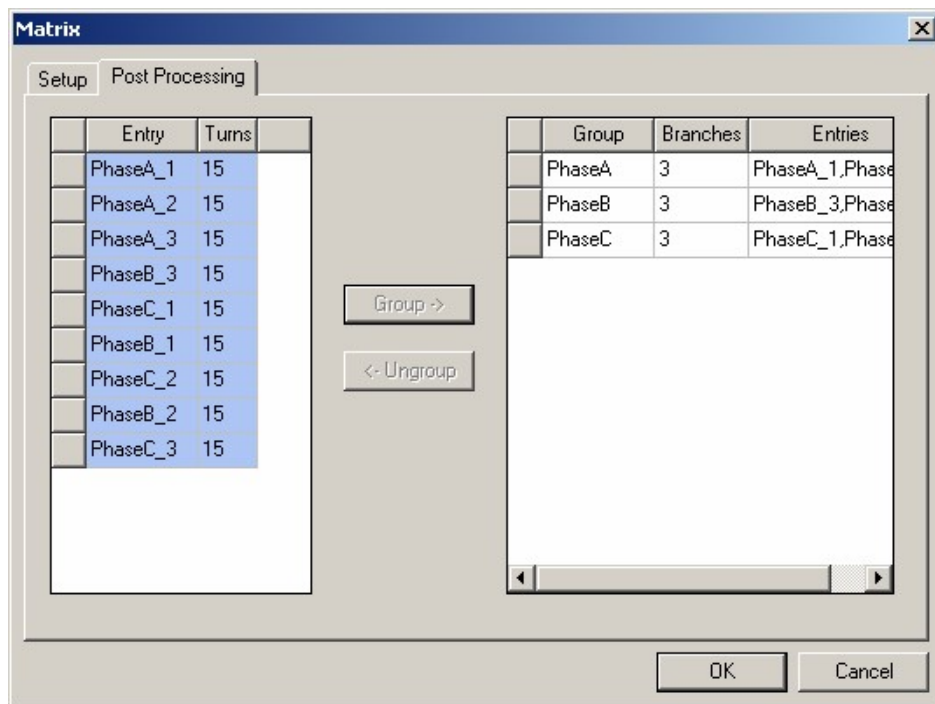 Matrix
Setup Post Processing
Entry Turns
PhaseA_1 15
PhaseA_2 15
PhaseA_3 15
PhaseB_3 15
PhaseC_1 15
PhaseB_1 15
PhaseC_2 15
PhaseB_2 15
PhaseC_3 15
Group ->
<- Ungroup
Group Branches Entries
PhaseA 3 PhaseA_1,Phase
PhaseB 3 PhaseB_3,Phase
PhaseC 3 PhaseC_1,Phase
OK Cancel